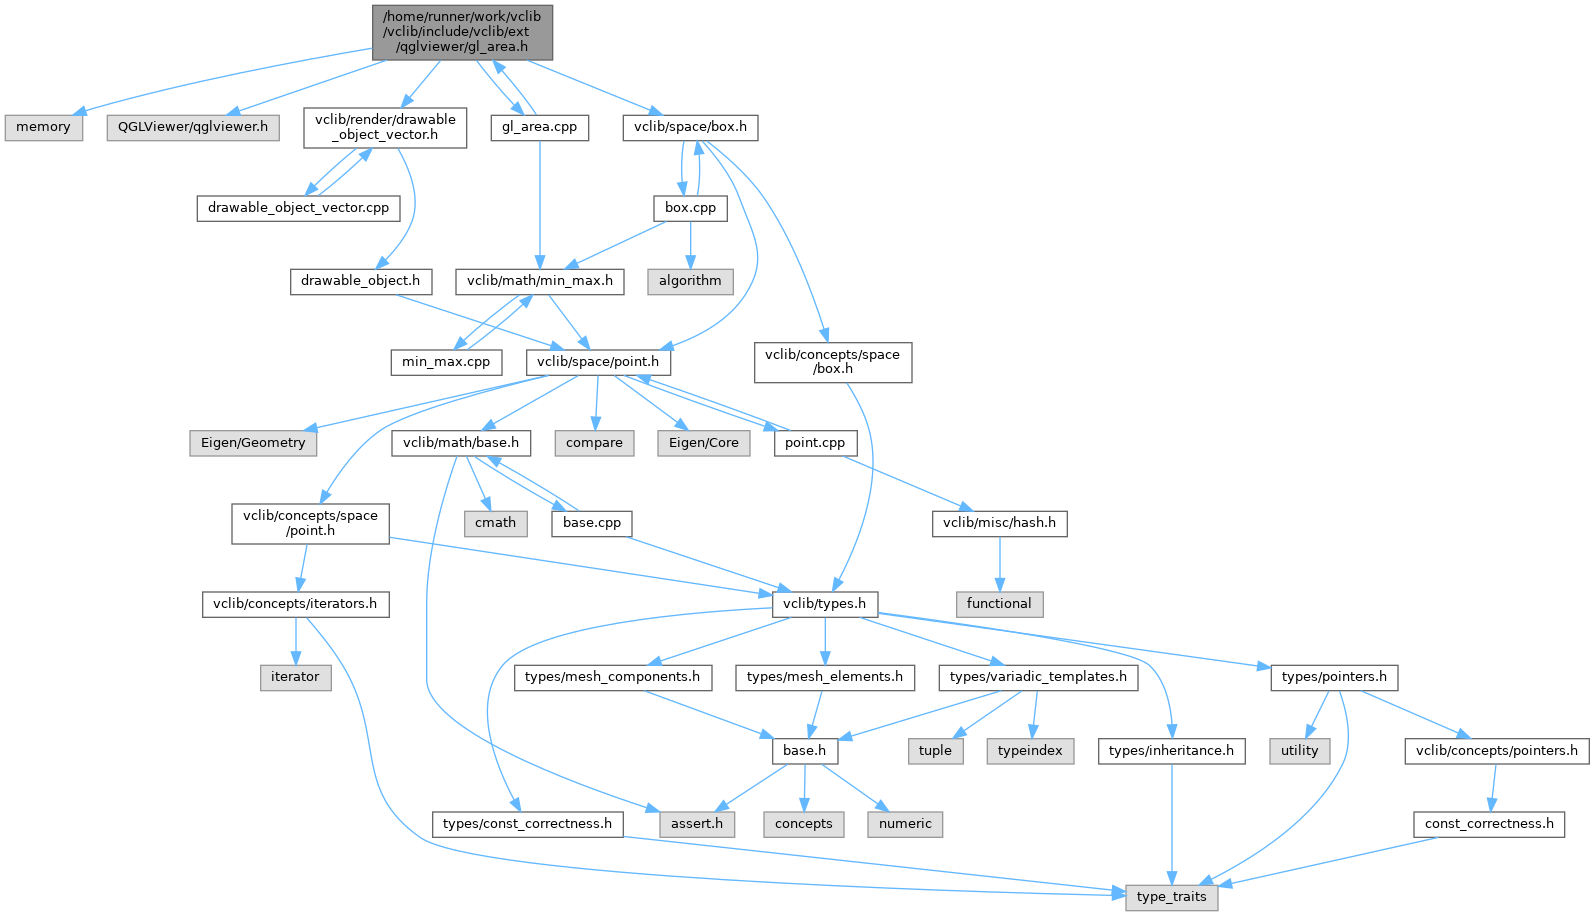 /home/runner/work/vclib
/vclib/include/vclib/ext
/qglviewer/gl_area.h
memory
QGLViewer/qglviewer.h
vclib/render/drawable
_object_vector.h
gl_area.cpp
vclib/space/box.h
drawable_object_vector.cpp
box.cpp
drawable_object.h
vclib/math/min_max.h
algorithm
min_max.cpp
vclib/space/point.h
vclib/concepts/space
/box.h
Eigen/Geometry
vclib/math/base.h
compare
Eigen/Core
point.cpp
vclib/concepts/space
/point.h
cmath
base.cpp
vclib/misc/hash.h
vclib/concepts/iterators.h
vclib/types.h
functional
iterator
types/mesh_components.h
types/mesh_elements.h
types/variadic_templates.h
types/pointers.h
base.h
tuple
typeindex
types/inheritance.h
utility
vclib/concepts/pointers.h
types/const_correctness.h
assert.h
concepts
numeric
const_correctness.h
type_traits